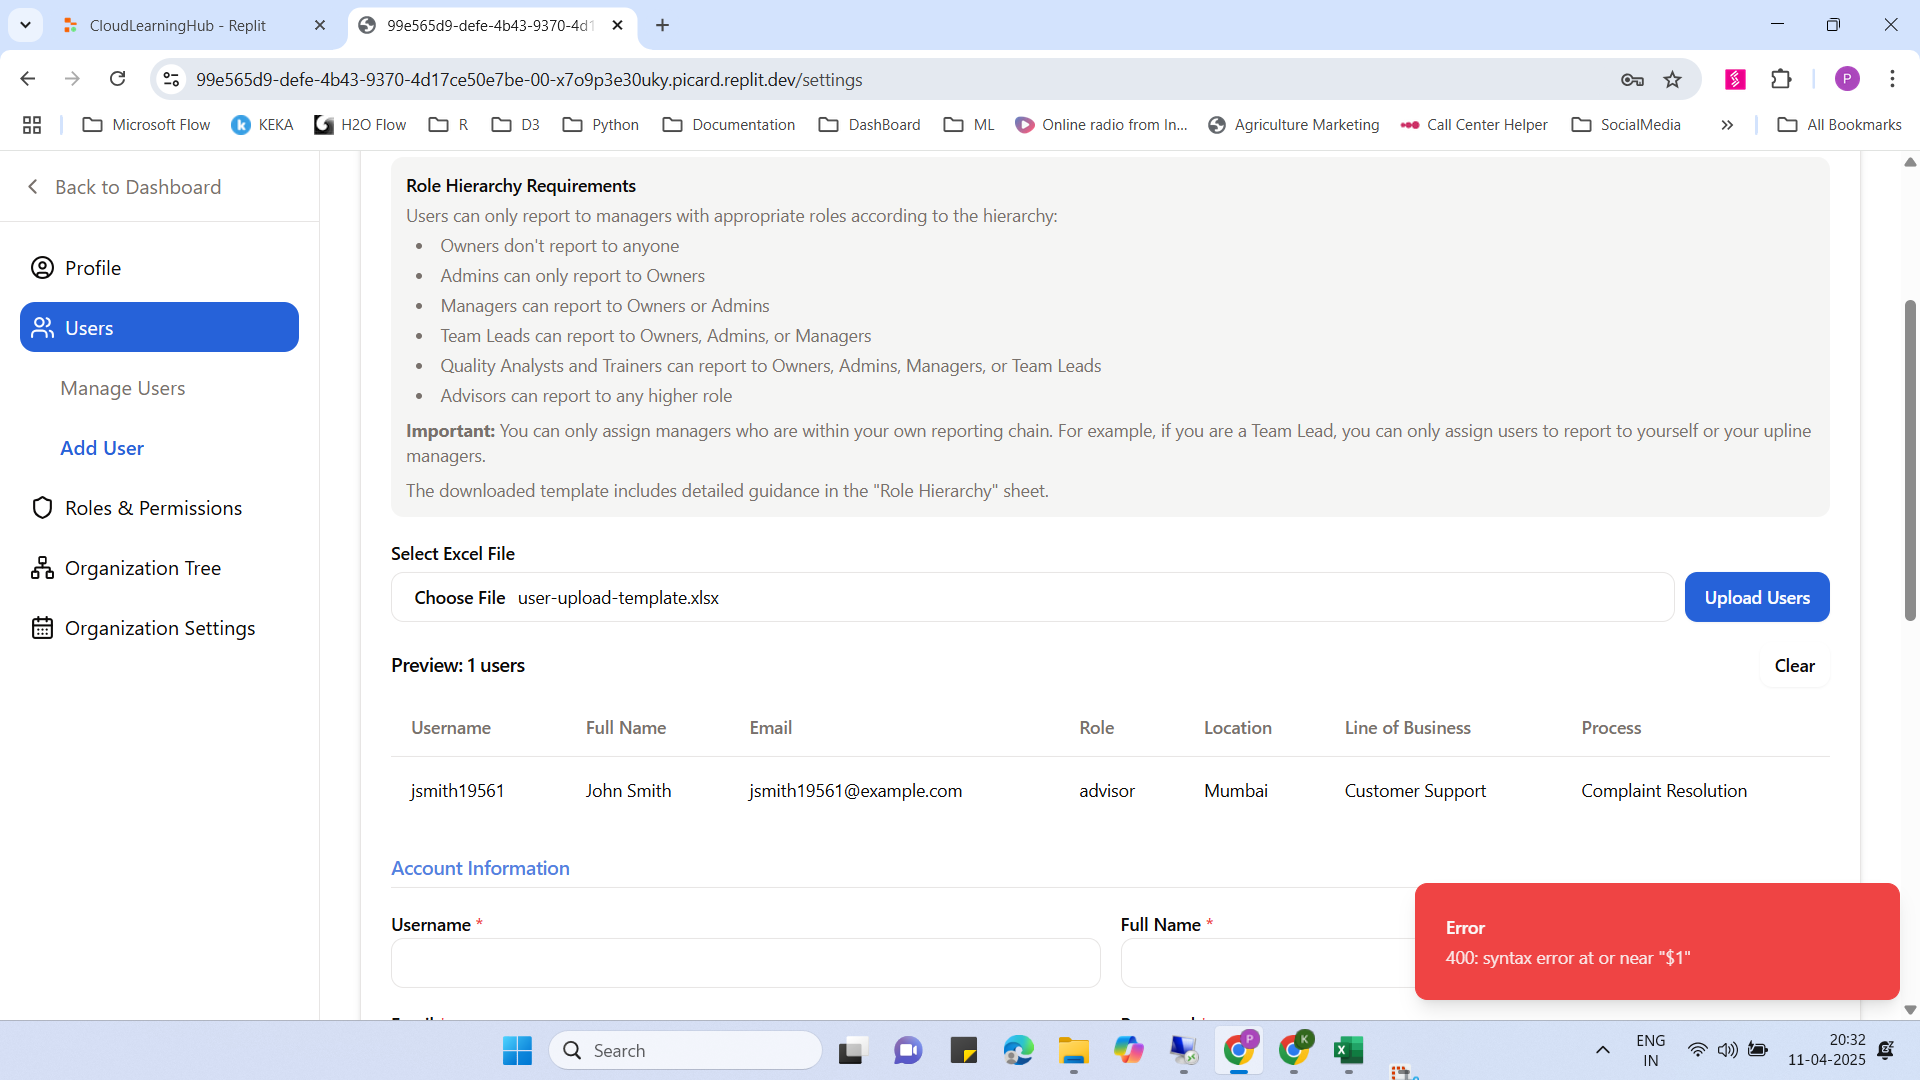 CloudLearningHub - Replit
99e565d9-defe-4b43-9370-4d1
99e565d9-defe-4b43-9370-4d17ce50e7be-00-x7o9p3e30uky.picard.replit.dev/settings
P
Microsoft Flow
KEKA
H2O Flow
R
D3
Python
Documentation
DashBoard
ML
Online radio from In...
Agriculture Marketing
Call Center Helper
SocialMedia
All Bookmarks
Back to Dashboard
Profile
Users
Manage Users
Add User
Roles & Permissions
Organization Tree
Organization Settings
Role Hierarchy Requirements
Users can only report to managers with appropriate roles according to the hierarchy:
• Owners don't report to anyone
• Admins can only report to Owners
• Managers can report to Owners or Admins
• Team Leads can report to Owners, Admins, or Managers
• Quality Analysts and Trainers can report to Owners, Admins, Managers, or Team Leads
• Advisors can report to any higher role
Important: You can only assign managers who are within your own reporting chain. For example, if you are a Team Lead, you can only assign users to report to yourself or your upline
managers.
The downloaded template includes detailed guidance in the "Role Hierarchy" sheet.
Select Excel File
Choose File user-upload-template.xlsx
Upload Users
Preview: 1 users
Clear
Username Full Name Email Role Location Line of Business Process
jsmith19561 John Smith jsmith19561@example.com advisor Mumbai Customer Support Complaint Resolution
Account Information
Username *
Full Name *
Error
400: syntax error at or near "$1"
Search
P
K
ENG
IN
20:32
11-04-2025